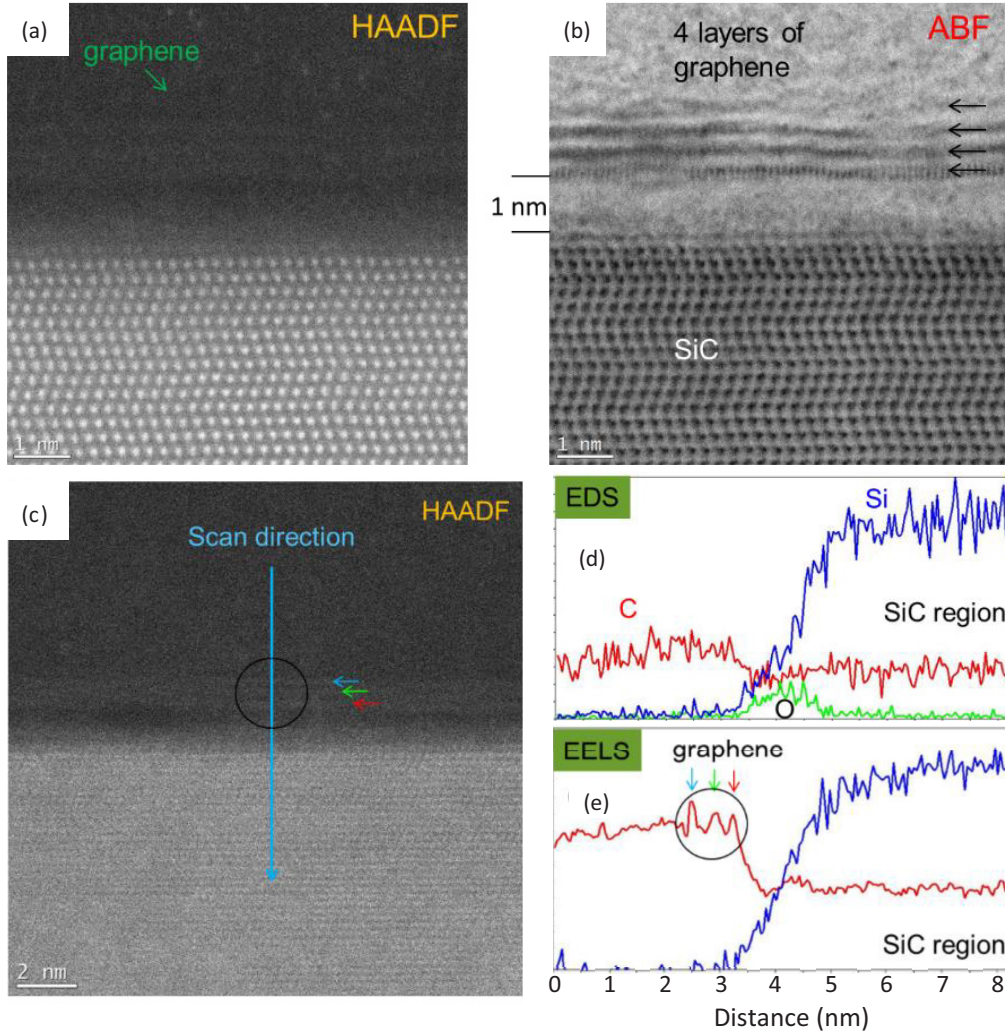 (a)
HAADF
graphene
1 nm
(b)
4 layers of
graphene
ABF
1 nm
SiC
1 nm
(c)
HAADF
Scan direction
2 nm
EDS
Si
(d)
C
SiC region
O
EELS
graphene
(e)
SiC region
0 1 2 3 4 5 6 7 8
Distance (nm)